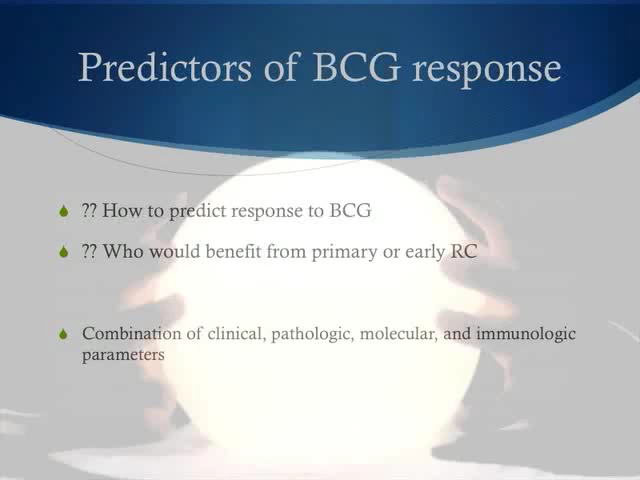 Predictors of BCG response
?? How to predict response to BCG
?? Who would benefit from primary or early RC
Combination of clinical, pathologic, molecular, and immunologic
parameters